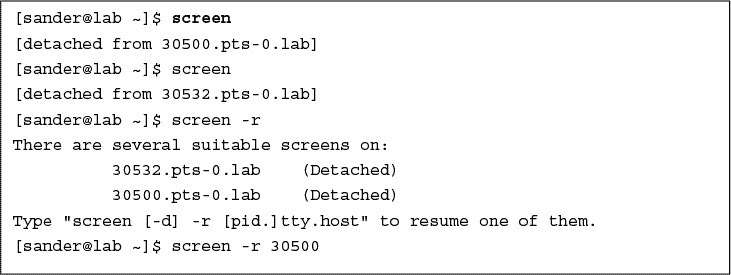 [sander@lab ~]$ screen
[detached from 30500.pts-0.lab]
[sander@lab ~]$ screen
[detached from 30532.pts-0.lab]
[sander@lab ~]$ screen -r
There are several suitable screens on:
        30532.pts-0.lab    (Detached)
        30500.pts-0.lab    (Detached)
Type "screen [-d] -r [pid.]tty.host" to resume one of them.
[sander@lab ~]$ screen -r 30500